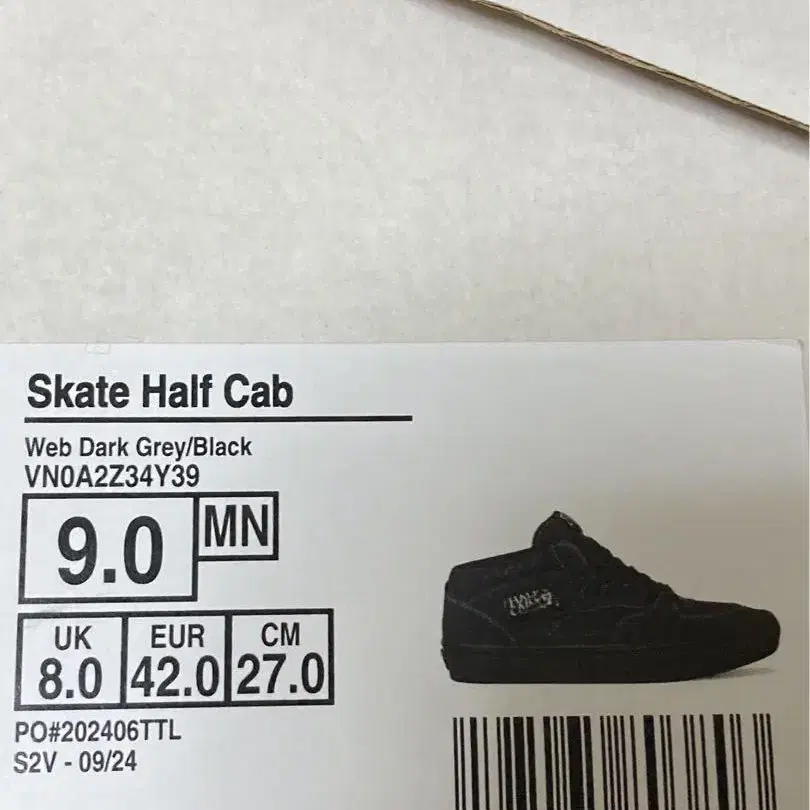 Skate Half Cab
Web Dark Grey/Black
VN0A2Z34Y39
9.0 MN
UK EUR CM
8.0 42.0 27.0
PO#202406TTL
S2V - 09/24